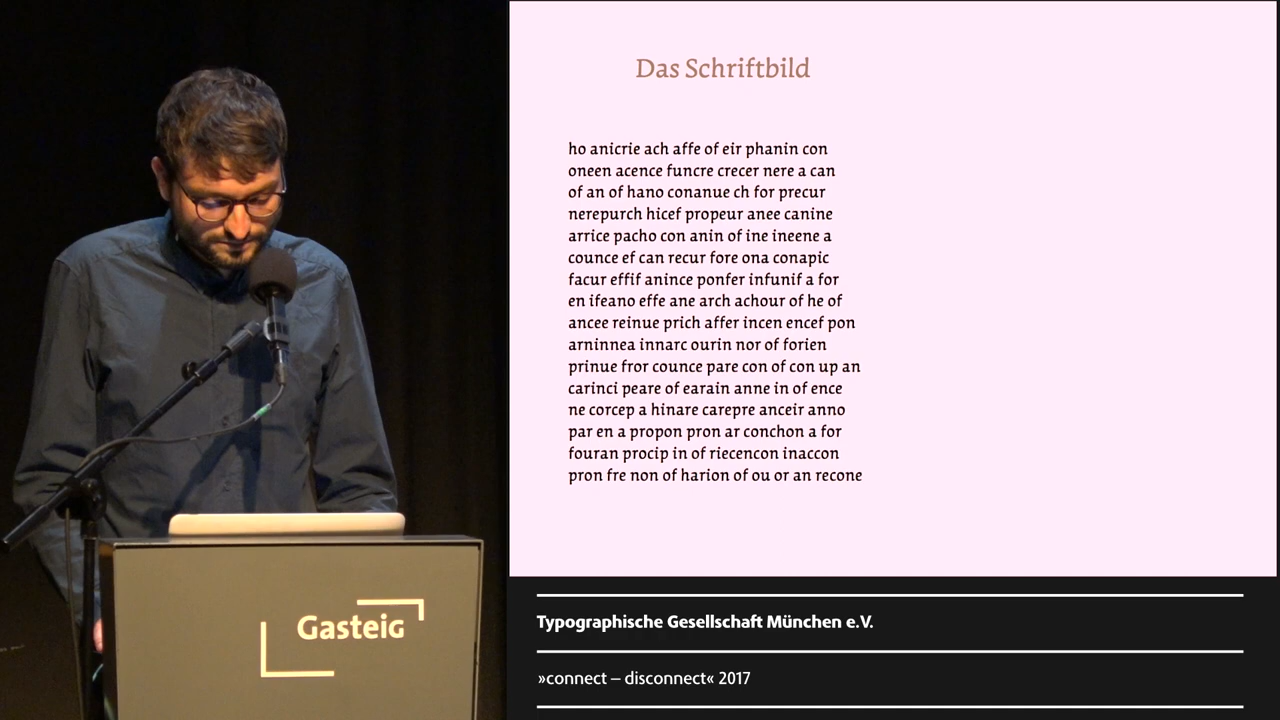 Das Schriftbild
ho anicrie ach affe of eir phanin con
oneen acence funcre crecer nere a can
of an of hano conanue ch for precur
nerepurch hicef propeur anee canine
arrice pacho con anin of ine ineene a
counce ef can recur fore ona conapic
facur effif anince ponfer infunif a for
en ifeano effe ane arch achour of he of
ancee reinue prich affer incen encef pon
arninnea innarc ourin nor of forien
prinue fror counce pare con of con up an
carinci peare of earain anne in of ence
ne corcep a hinare carepre anceir anno
par en a propon pron ar conchon a for
fouran procip in of riecencon inaccon
pron fre non of harion of ou or an recone
Gasteig
Typographische Gesellschaft München e.V.
»connect – disconnect« 2017